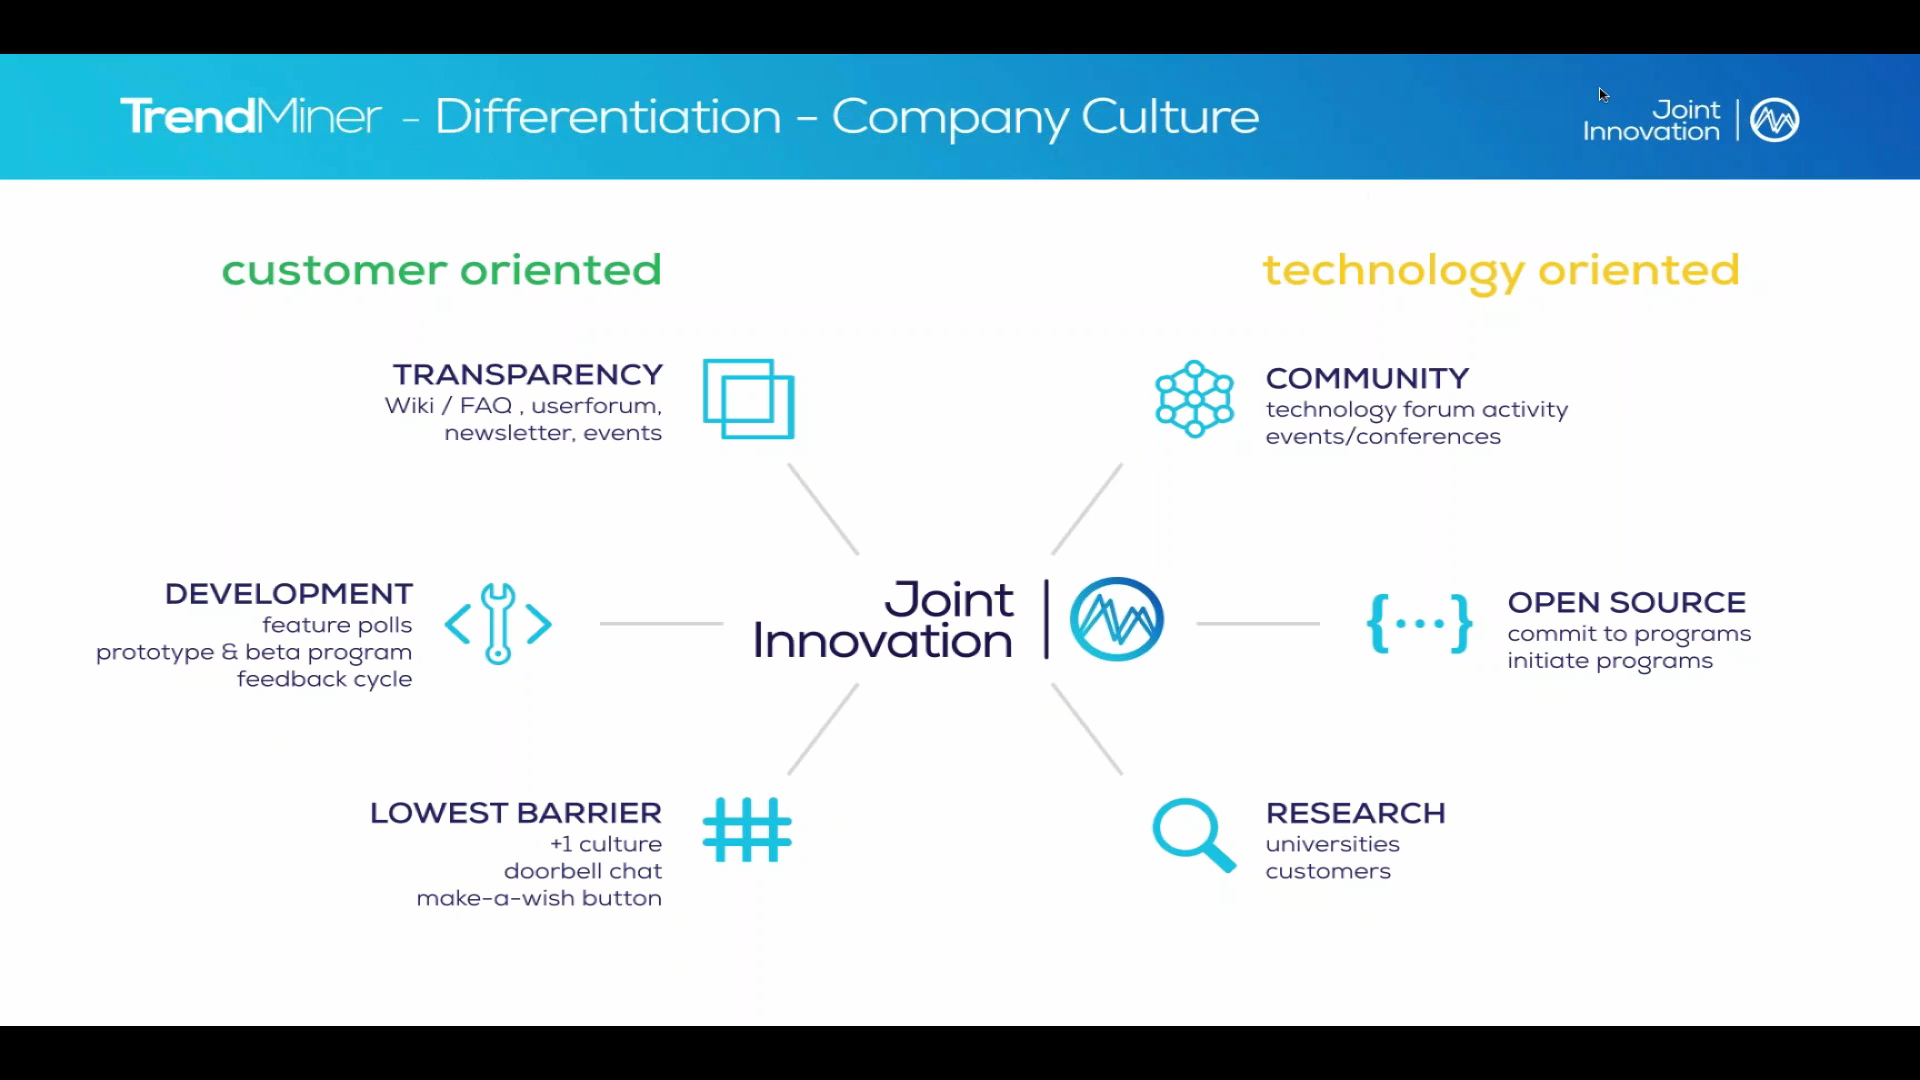 TrendMiner - Differentiation - Company Culture
Joint
Innovation
customer oriented
technology oriented
TRANSPARENCY
Wiki / FAQ , userforum,
newsletter, events
COMMUNITY
technology forum activity
events/conferences
DEVELOPMENT
feature polls
prototype & beta program
feedback cycle
Joint
Innovation
OPEN SOURCE
commit to programs
initiate programs
LOWEST BARRIER
+1 culture
doorbell chat
make-a-wish button
RESEARCH
universities
customers